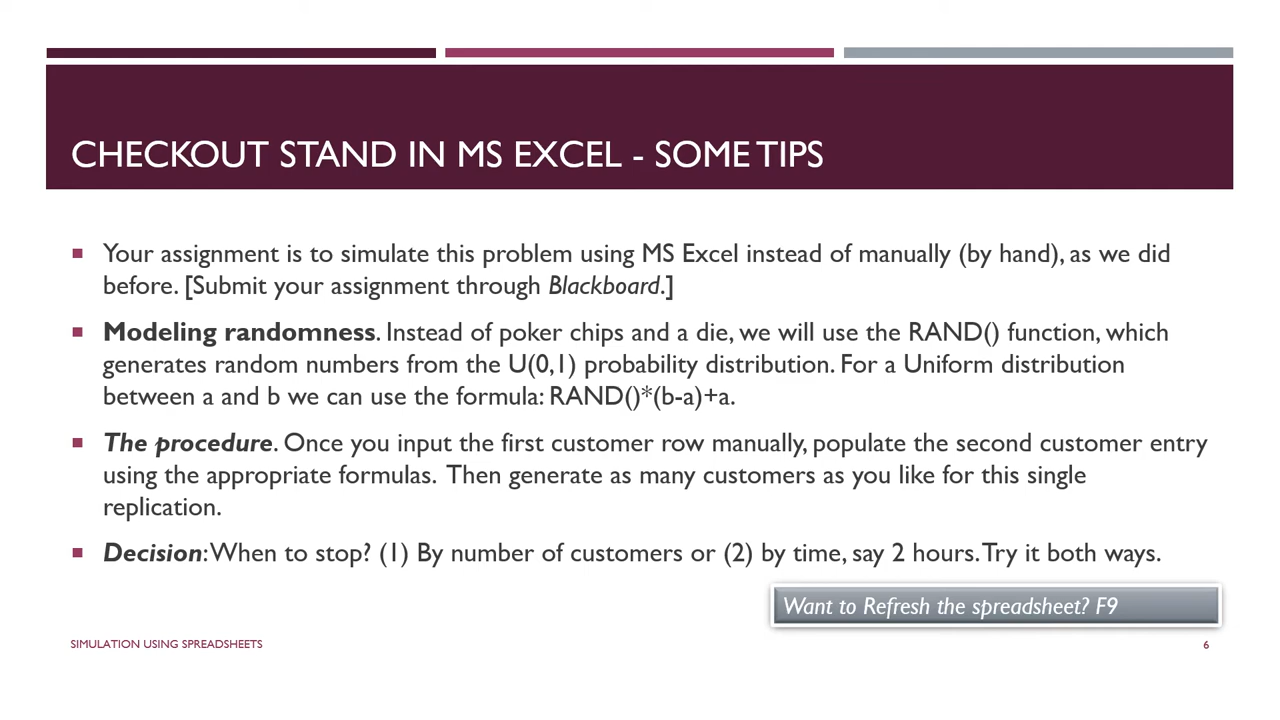 CHECKOUT STAND IN MS EXCEL - SOME TIPS
Your assignment is to simulate this problem using MS Excel instead of manually (by hand), as we did
before. [Submit your assignment through Blackboard.]
Modeling randomness. Instead of poker chips and a die, we will use the RAND() function, which
generates random numbers from the U(0,1) probability distribution. For a Uniform distribution
between a and b we can use the formula: RAND()*(b-a)+a.
The procedure. Once you input the first customer row manually, populate the second customer entry
using the appropriate formulas. Then generate as many customers as you like for this single
replication.
Decision: When to stop? (1) By number of customers or (2) by time, say 2 hours. Try it both ways.
Want to Refresh the spreadsheet? F9
SIMULATION USING SPREADSHEETS
6